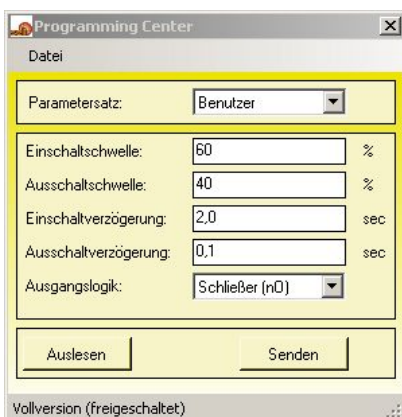 Programming Center
Datei
Parametersatz: Benutzer
Einschaltschwelle: 60 %
Ausschaltschwelle: 40 %
Einschaltverzögerung: 2,0 sec
Ausschaltverzögerung: 0,1 sec
Ausgangslogik: Schließer (nO)
Auslesen Senden
Vollversion (freigeschaltet)